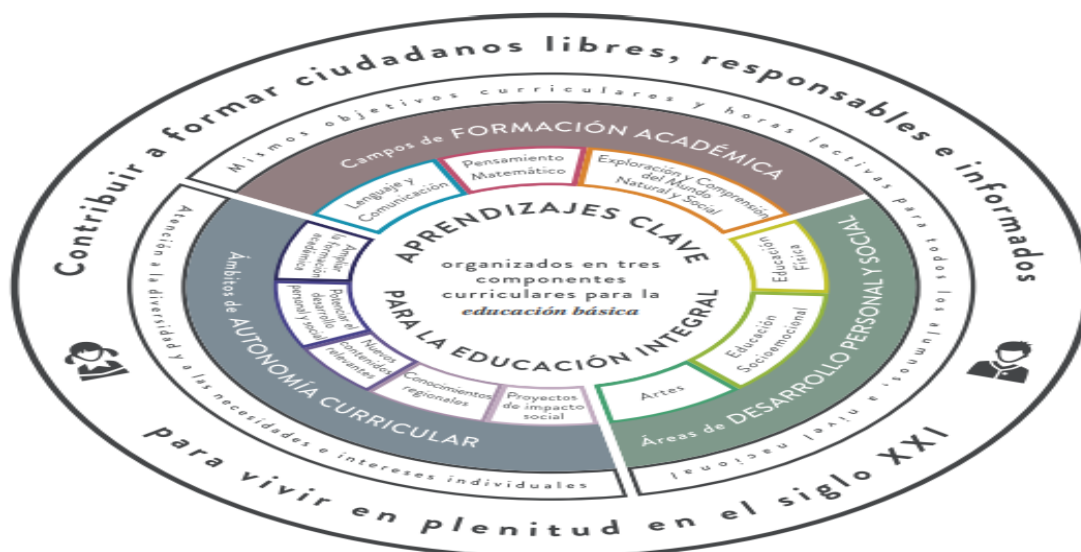 Contribuir a formar ciudadanos libres, responsables e informados
para vivir en plenitud en el siglo XXI
Mismos objetivos curriculares y horas lectivas para todos los alumnos, a nivel nacional
Atención a la diversidad y a las necesidades e intereses individuales
Campos de FORMACIÓN ACADÉMICA
Lenguaje y
Comunicación
Pensamiento
Matemático
Exploración y Comprensión
del Mundo
Natural y Social
Áreas de DESARROLLO PERSONAL Y SOCIAL
Educación
Física
Educación
Socioemocional
Artes
Ámbitos de AUTONOMÍA CURRICULAR
Ampliar
la formación
académica
Potenciar el
desarrollo
personal y social
Nuevos
contenidos
relevantes
Conocimientos
regionales
Proyectos
de impacto
social
APRENDIZAJES CLAVE
organizados en tres
componentes
curriculares para la
educación básica
PARA LA EDUCACIÓN INTEGRAL